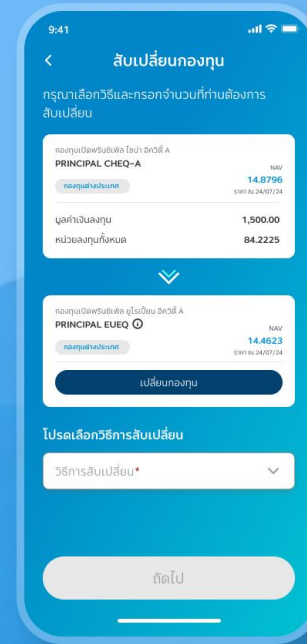 9:41
สับเปลี่ยนกองทุน
กรุณาเลือกวิธีและกรอกจำนวนที่ท่านต้องการ
สับเปลี่ยน
กองทุนเปิดพรินซิเพิล ไชน่า อิควิตี้ A
PRINCIPAL CHEQ-A
NAV
กองทุนต่างประเทศ
14.8796
ราคา ณ 24/07/24
มูลค่าเงินลงทุน 1,500.00
หน่วยลงทุนทั้งหมด 84.2225
กองทุนเปิดพรินซิเพิล ยูโรเปี้ยน อิควิตี้ A
PRINCIPAL EUEQ
NAV
กองทุนต่างประเทศ
14.4623
ราคา ณ 24/07/24
เปลี่ยนกองทุน
โปรดเลือกวิธีการสับเปลี่ยน
วิธีการสับเปลี่ยน*
ถัดไป